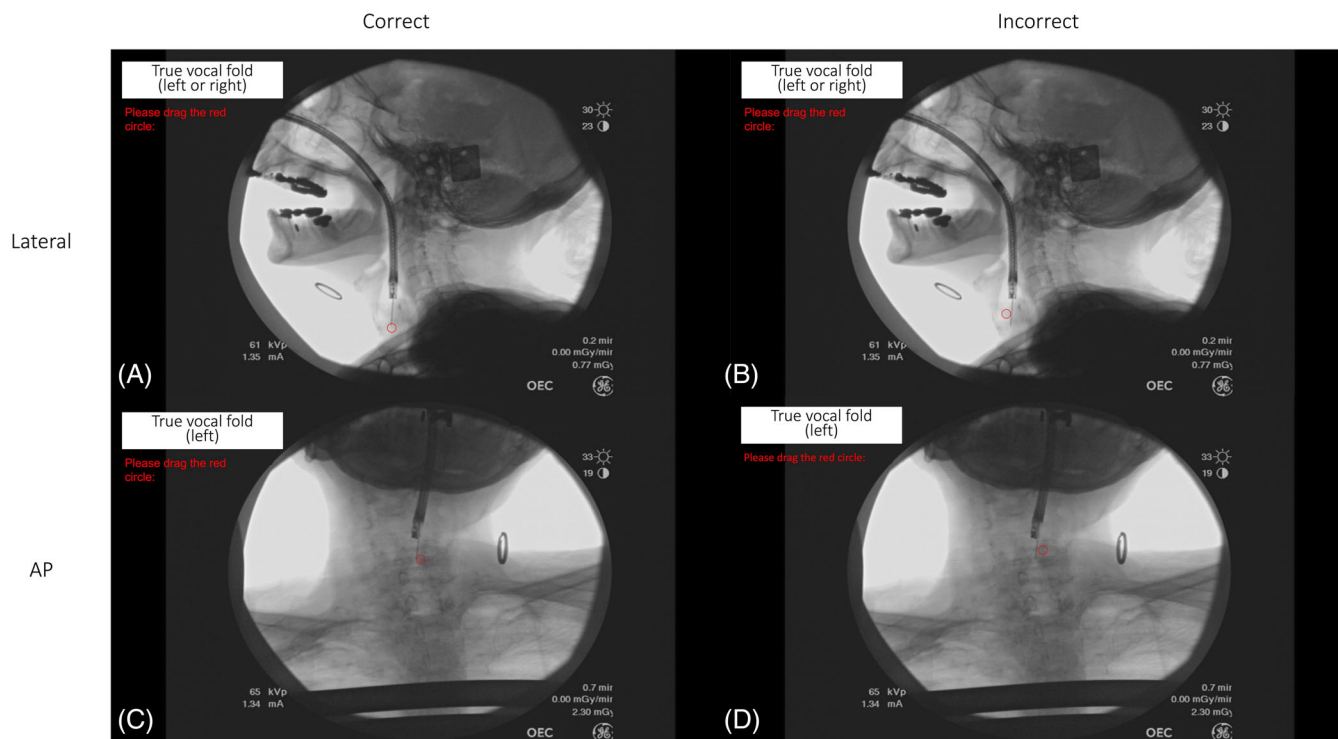 Correct
Incorrect
Lateral
True vocal fold
(left or right)
Please drag the red
circle:
30
23
61 kVp
1.35 mA
0.2 min
0.00 mGy/min
0.77 mGy
OEC
(A)
True vocal fold
(left or right)
Please drag the red
circle:
30
23
61 kVp
1.35 mA
0.2 min
0.00 mGy/min
0.77 mGy
OEC
(B)
AP
True vocal fold
(left)
Please drag the red
circle:
33
19
65 kVp
1.34 mA
0.7 min
0.00 mGy/min
2.30 mGy
OEC
(C)
True vocal fold
(left)
Please drag the red circle:
33
19
65 kVp
1.34 mA
0.7 min
0.00 mGy/min
2.30 mGy
OEC
(D)